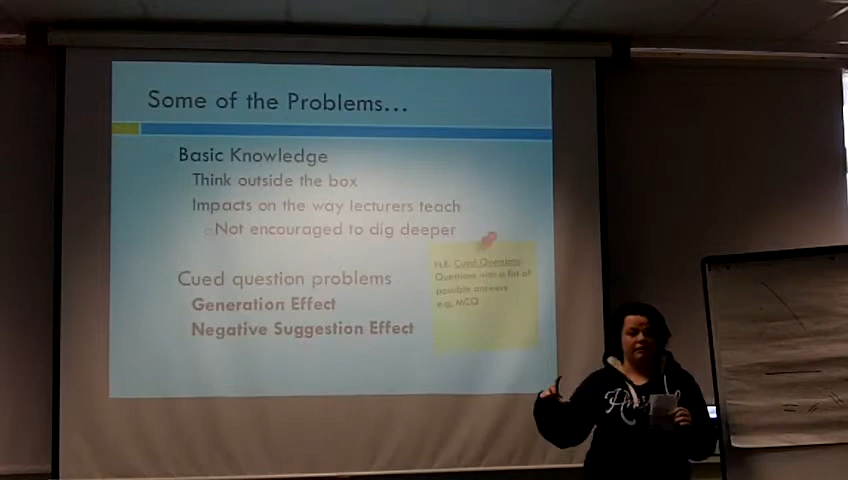 Some of the Problems...
Basic Knowledge
Think outside the box
Impacts on the way lecturers teach
Not encouraged to dig deeper
Cued question problems
Generation Effect
Negative Suggestion Effect
N.B. Cued Questions:
Questions with a list of
possible answers
e.g. MCQ